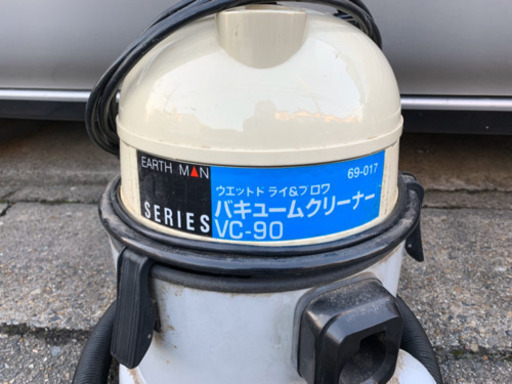 EARTH MAN
SERIES
69-017
ウエットドライ&ブロワ
バキュームクリーナー
VC-90